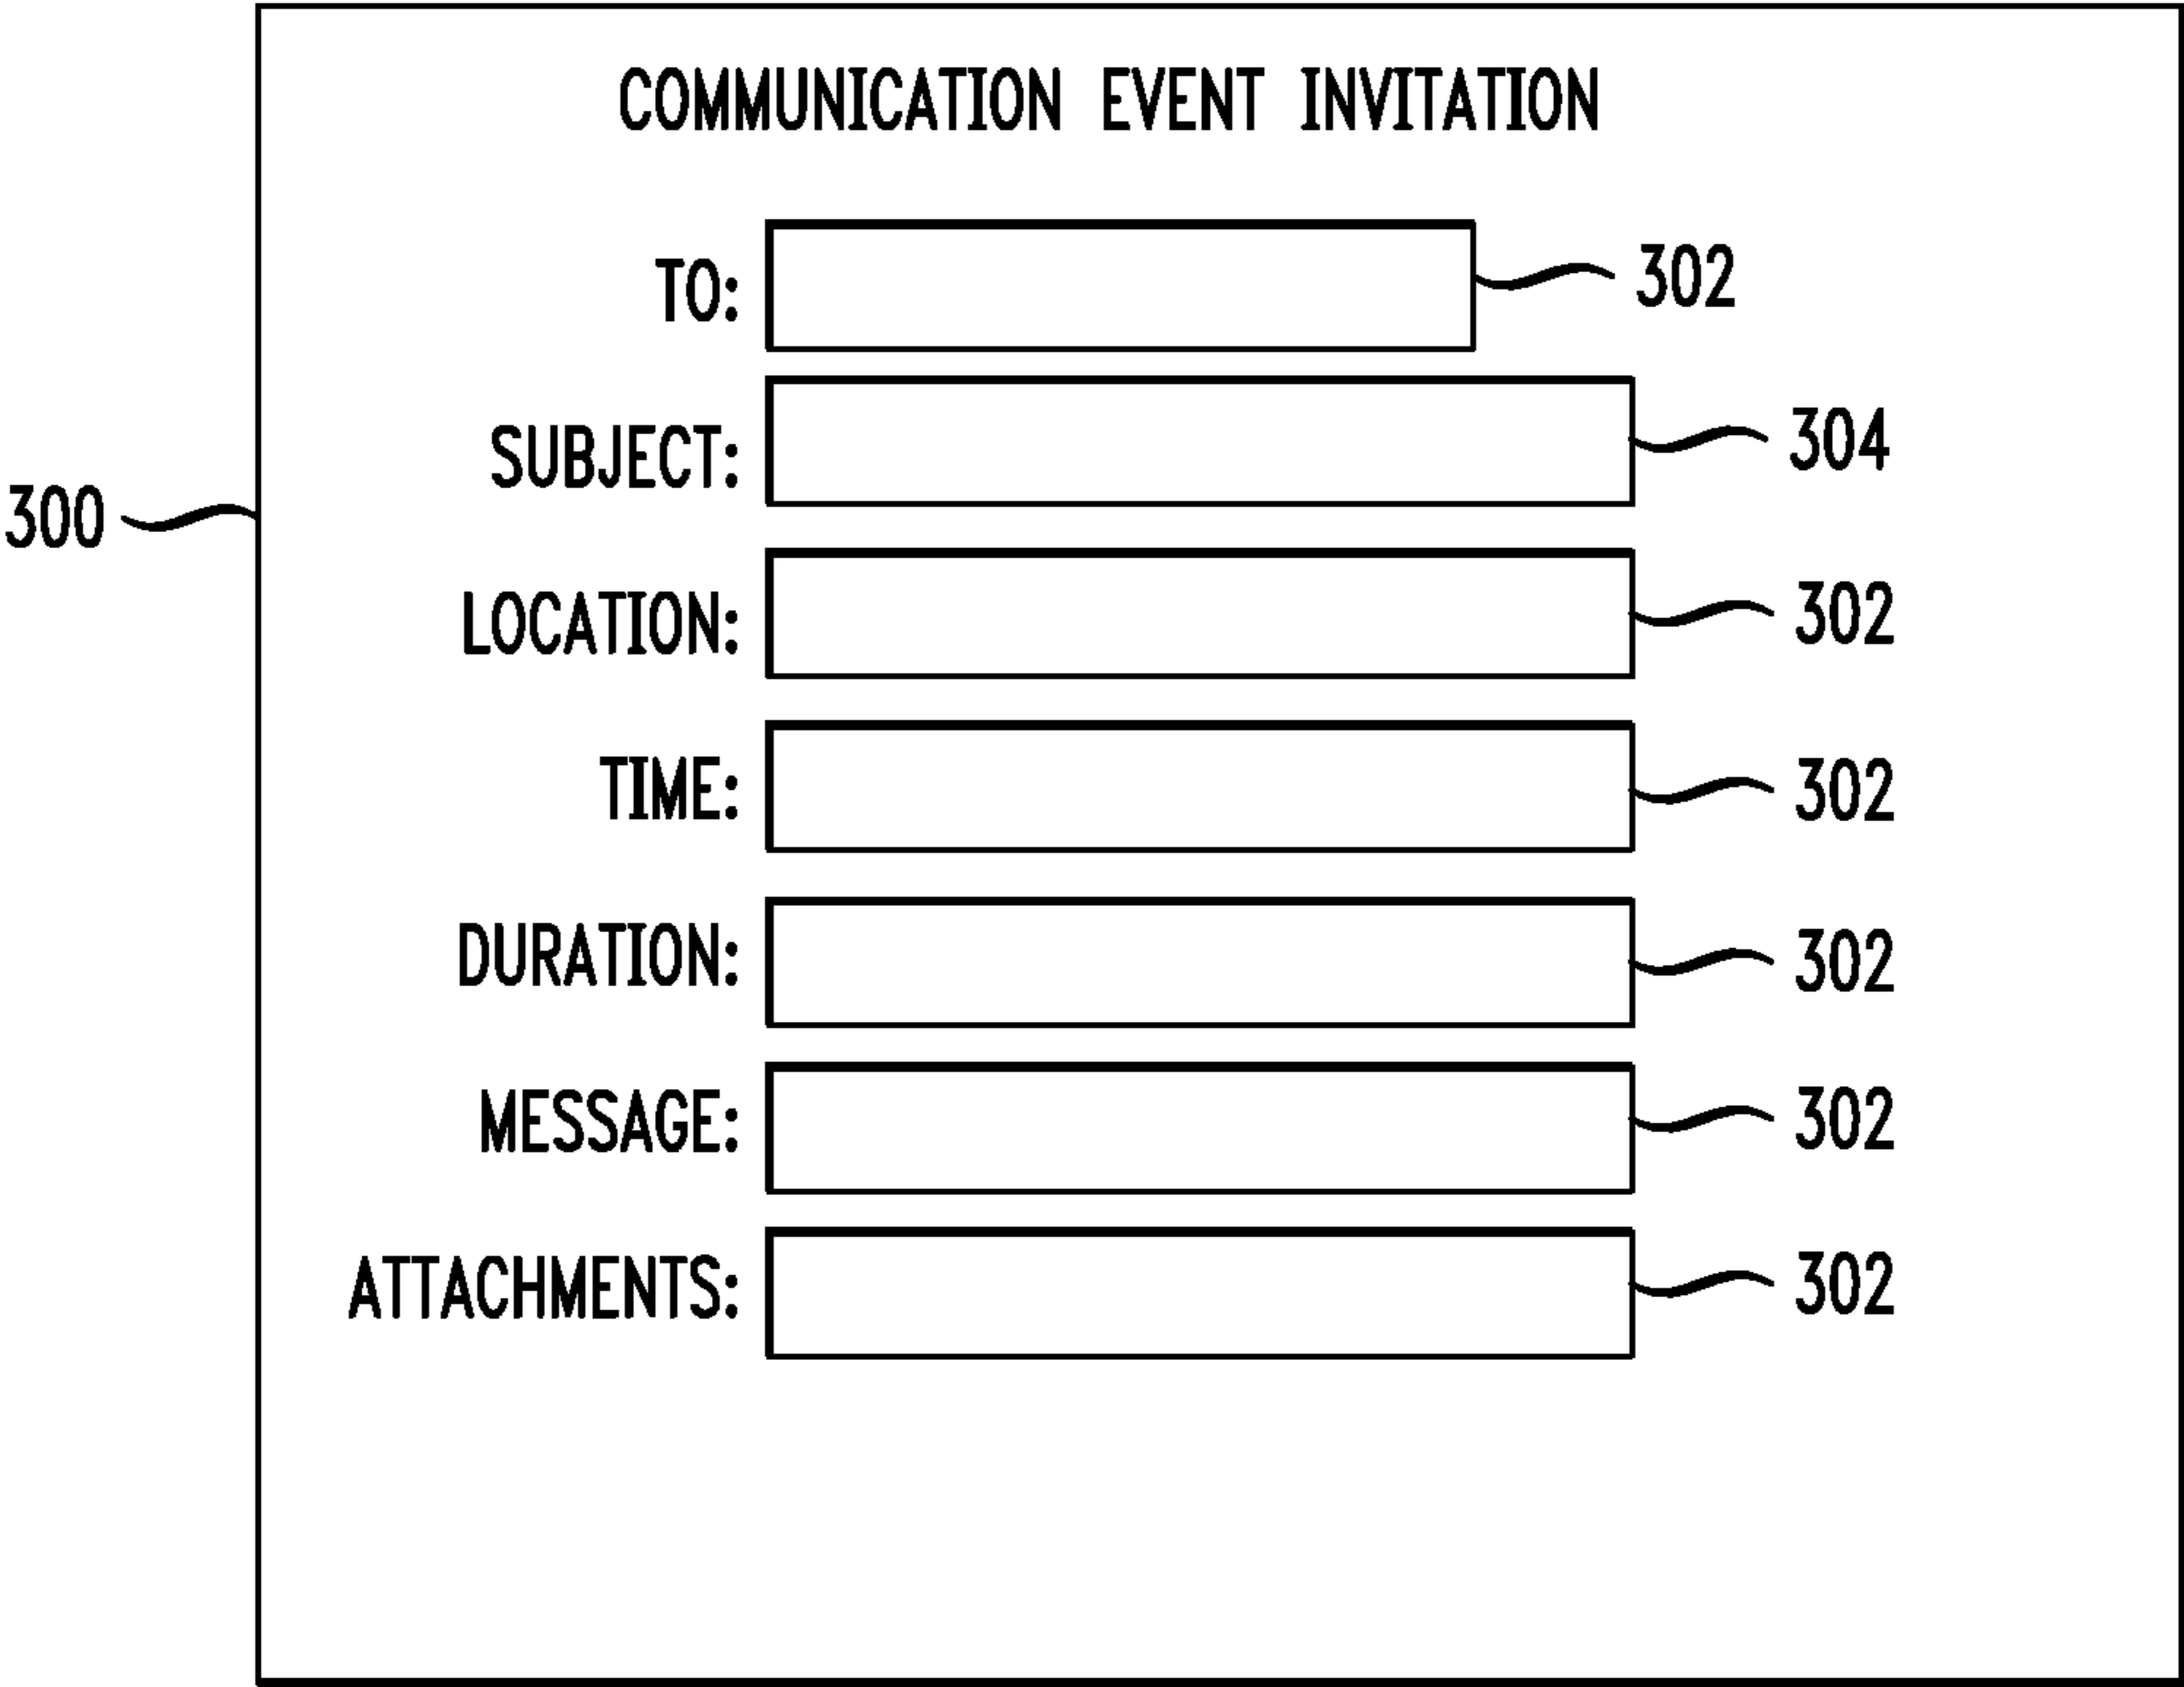 COMMUNICATION EVENT INVITATION
TO: 302
SUBJECT: 304
300
LOCATION: 302
TIME: 302
DURATION: 302
MESSAGE: 302
ATTACHMENTS: 302